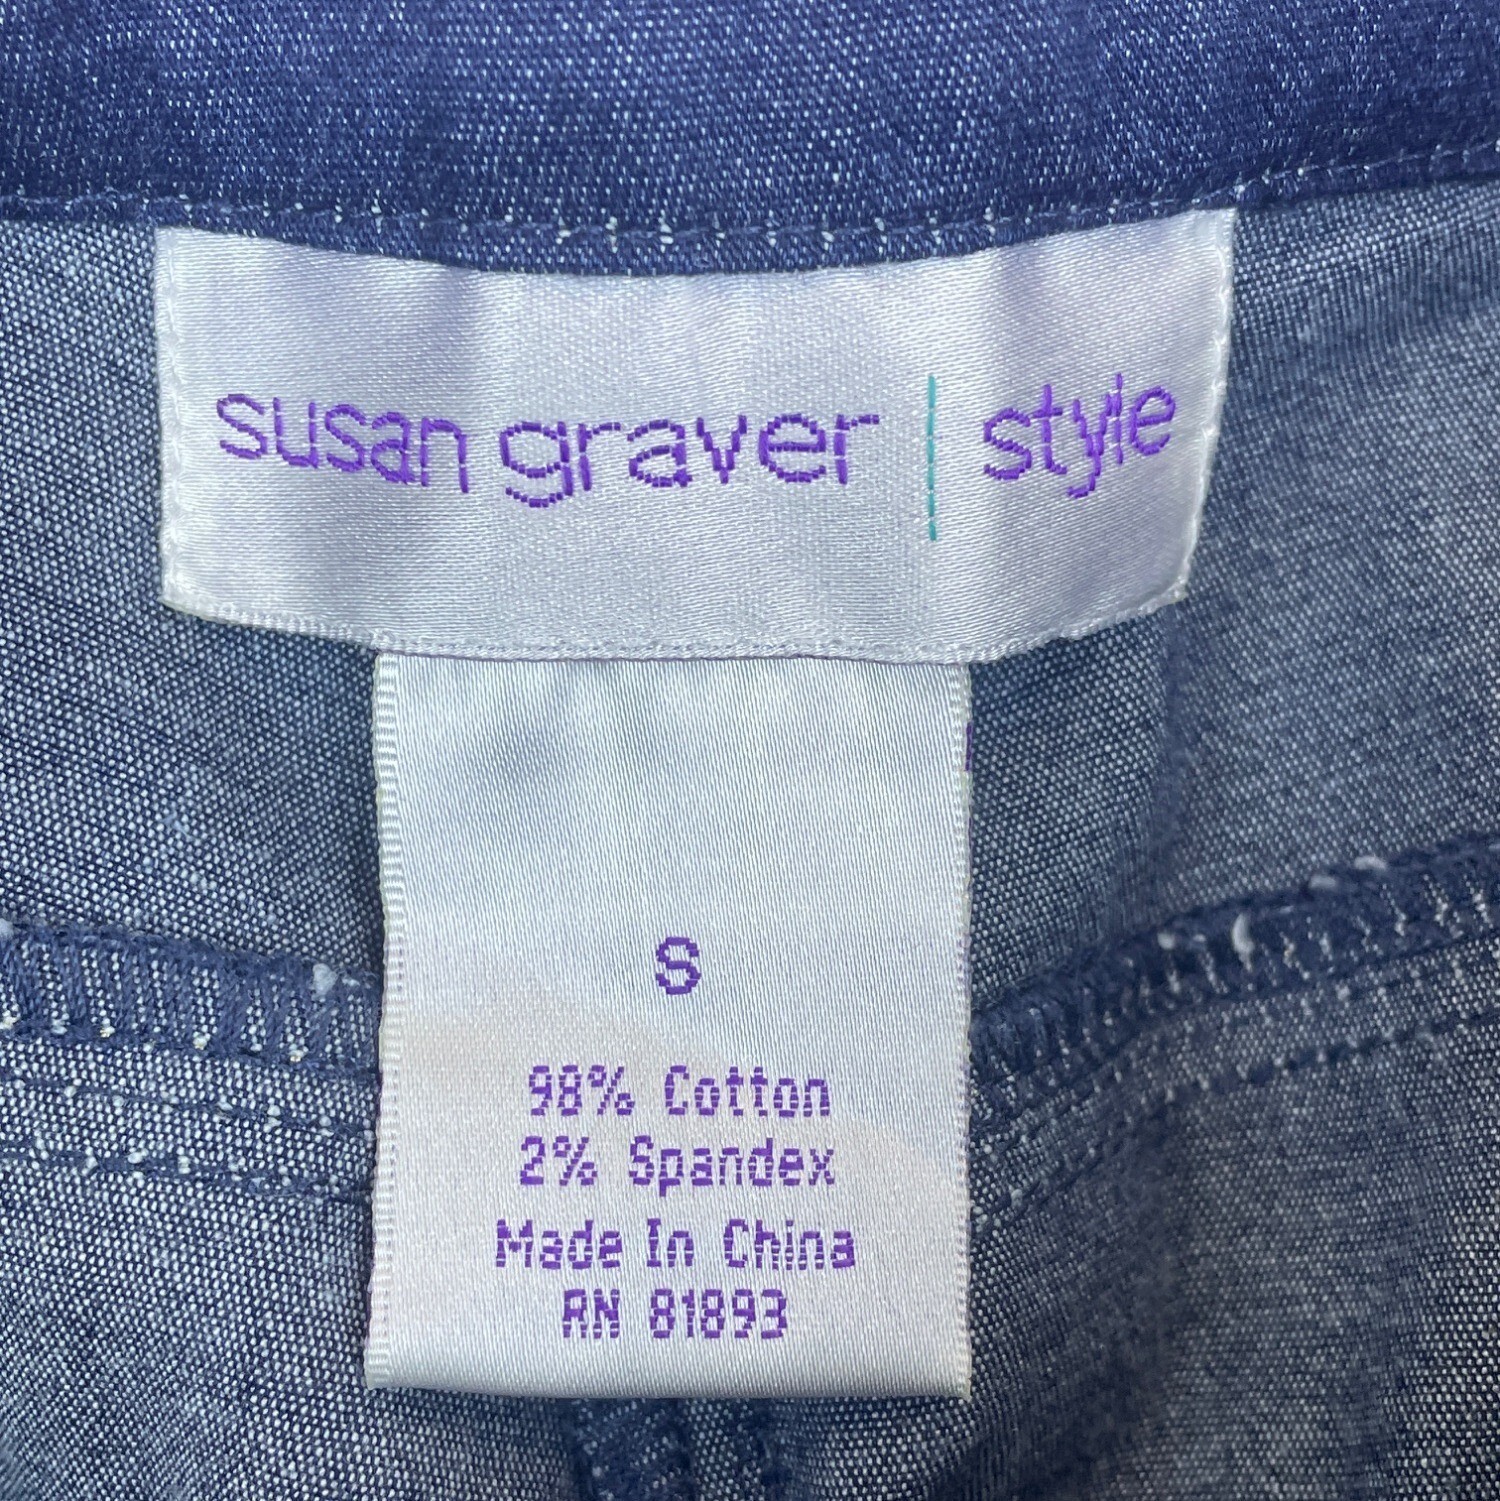 susan graver | style
S
98% Cotton
2% Spandex
Made In China
RN 81893